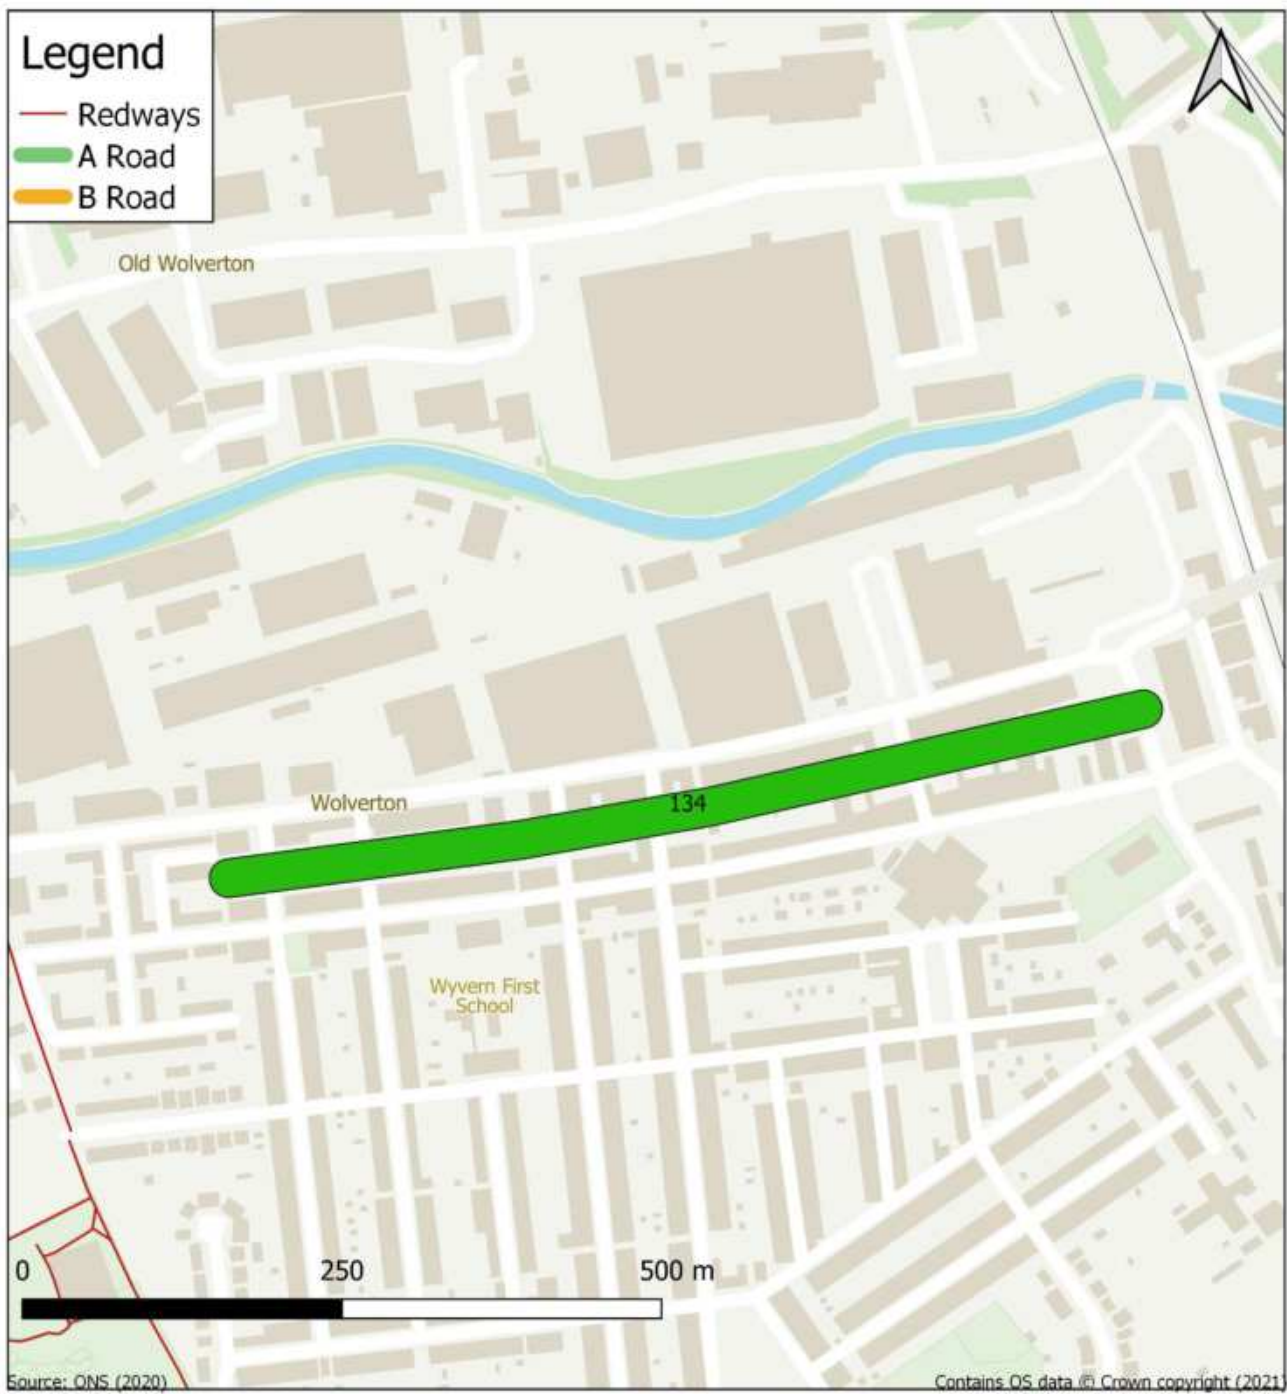 Legend
Redways
A Road
B Road
Old Wolverton
Wolverton
134
Wyvern First
School
0 250 500 m
Source: ONS (2020)
Contains OS data © Crown copyright (2021)